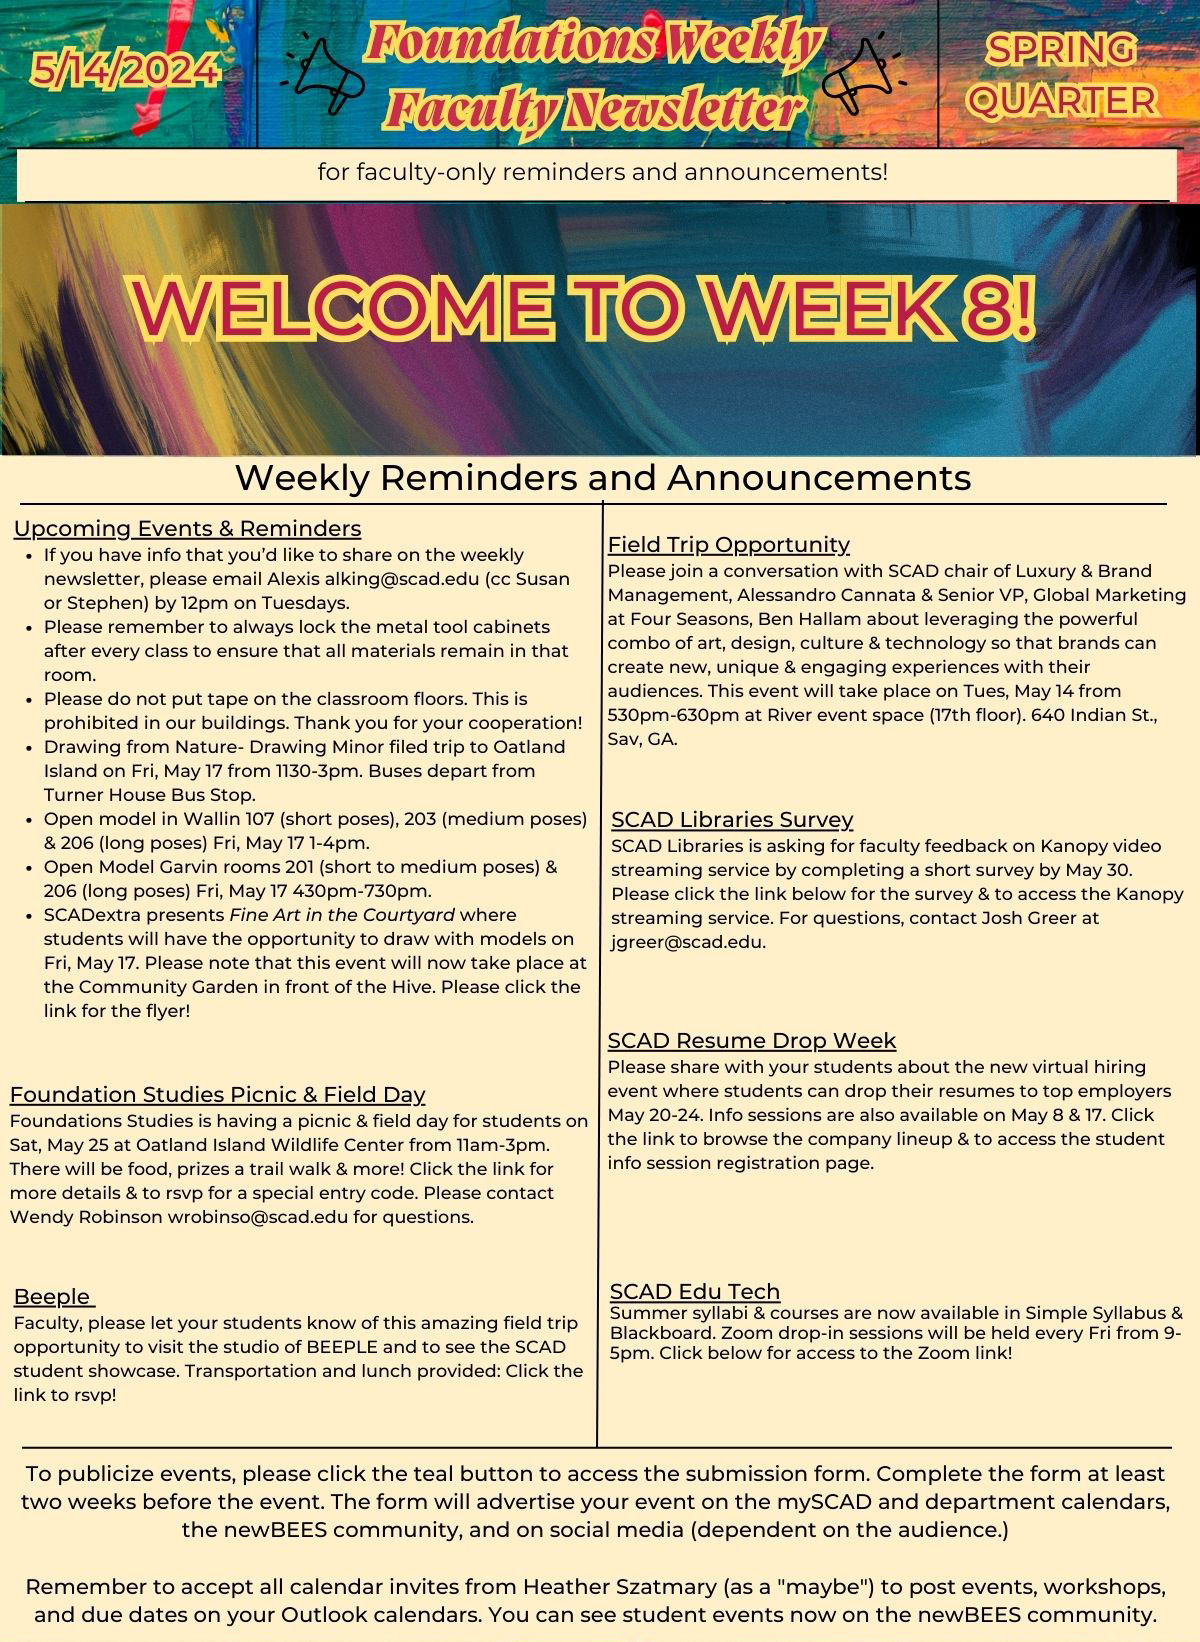 5/14/2024
Foundations Weekly
Faculty Newsletter
SPRING
QUARTER
for faculty-only reminders and announcements!
WELCOME TO WEEK 8!
Weekly Reminders and Announcements
Upcoming Events & Reminders
• If you have info that you’d like to share on the weekly
newsletter, please email Alexis alking@scad.edu (cc Susan
or Stephen) by 12pm on Tuesdays.
• Please remember to always lock the metal tool cabinets
after every class to ensure that all materials remain in that
room.
• Please do not put tape on the classroom floors. This is
prohibited in our buildings. Thank you for your cooperation!
• Drawing from Nature- Drawing Minor filed trip to Oatland
Island on Fri, May 17 from 1130-3pm. Buses depart from
Turner House Bus Stop.
• Open model in Wallin 107 (short poses), 203 (medium poses)
& 206 (long poses) Fri, May 17 1-4pm.
• Open Model Garvin rooms 201 (short to medium poses) &
206 (long poses) Fri, May 17 430pm-730pm.
• SCADextra presents Fine Art in the Courtyard where
students will have the opportunity to draw with models on
Fri, May 17. Please note that this event will now take place at
the Community Garden in front of the Hive. Please click the
link for the flyer!
Foundation Studies Picnic & Field Day
Foundations Studies is having a picnic & field day for students on
Sat, May 25 at Oatland Island Wildlife Center from 11am-3pm.
There will be food, prizes a trail walk & more! Click the link for
more details & to rsvp for a special entry code. Please contact
Wendy Robinson wrobinso@scad.edu for questions.
Beeple
Faculty, please let your students know of this amazing field trip
opportunity to visit the studio of BEEPLE and to see the SCAD
student showcase. Transportation and lunch provided: Click the
link to rsvp!
Field Trip Opportunity
Please join a conversation with SCAD chair of Luxury & Brand
Management, Alessandro Cannata & Senior VP, Global Marketing
at Four Seasons, Ben Hallam about leveraging the powerful
combo of art, design, culture & technology so that brands can
create new, unique & engaging experiences with their
audiences. This event will take place on Tues, May 14 from
530pm-630pm at River event space (17th floor). 640 Indian St.,
Sav, GA.
SCAD Libraries Survey
SCAD Libraries is asking for faculty feedback on Kanopy video
streaming service by completing a short survey by May 30.
Please click the link below for the survey & to access the Kanopy
streaming service. For questions, contact Josh Greer at
jgreer@scad.edu.
SCAD Resume Drop Week
Please share with your students about the new virtual hiring
event where students can drop their resumes to top employers
May 20-24. Info sessions are also available on May 8 & 17. Click
the link to browse the company lineup & to access the student
info session registration page.
SCAD Edu Tech
Summer syllabi & courses are now available in Simple Syllabus &
Blackboard. Zoom drop-in sessions will be held every Fri from 9-
5pm. Click below for access to the Zoom link!
To publicize events, please click the teal button to access the submission form. Complete the form at least
two weeks before the event. The form will advertise your event on the mySCAD and department calendars,
the newBEES community, and on social media (dependent on the audience.)
Remember to accept all calendar invites from Heather Szatmary (as a "maybe") to post events, workshops,
and due dates on your Outlook calendars. You can see student events now on the newBEES community.